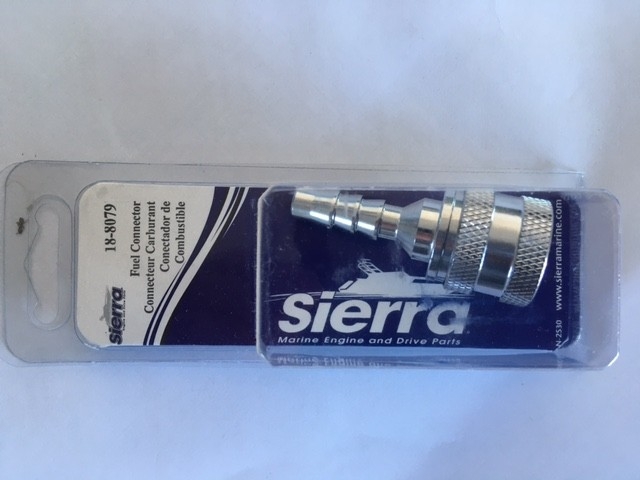 18-8079
Fuel Connector
Connecteur Carburant
Conectador de
Combustible
sierra
Sierra
Marine Engine and Drive Parts
www.sierramarine.com
N-2530